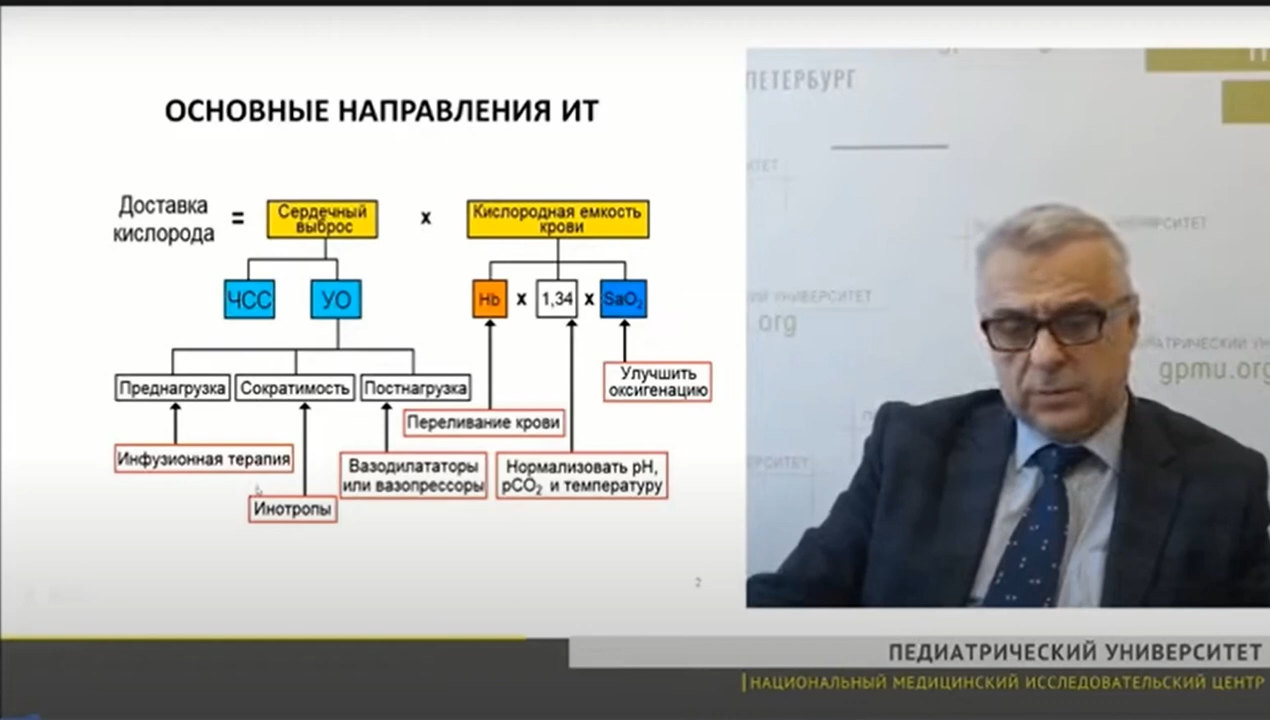 ОСНОВНЫЕ НАПРАВЛЕНИЯ ИТ
Доставка
кислорода
=
Сердечный
выброс
x
Кислородная емкость
крови
ЧСС
УО
Hb x 1,34 x SaO₂
Преднагрузка
Сократимость
Постнагрузка
Улучшить
оксигенацию
Переливание крови
Инфузионная терапия
Вазодилататоры
или вазопрессоры
Нормализовать pH,
pCO₂ и температуру
Инотропы
2
ПЕТЕРБУРГ
УНИВЕРСИТЕТ
org
gpmu.org
ПЕДИАТРИЧЕСКИЙ УНИВЕРСИТЕТ
НАЦИОНАЛЬНЫЙ МЕДИЦИНСКИЙ ИССЛЕДОВАТЕЛЬСКИЙ ЦЕНТР